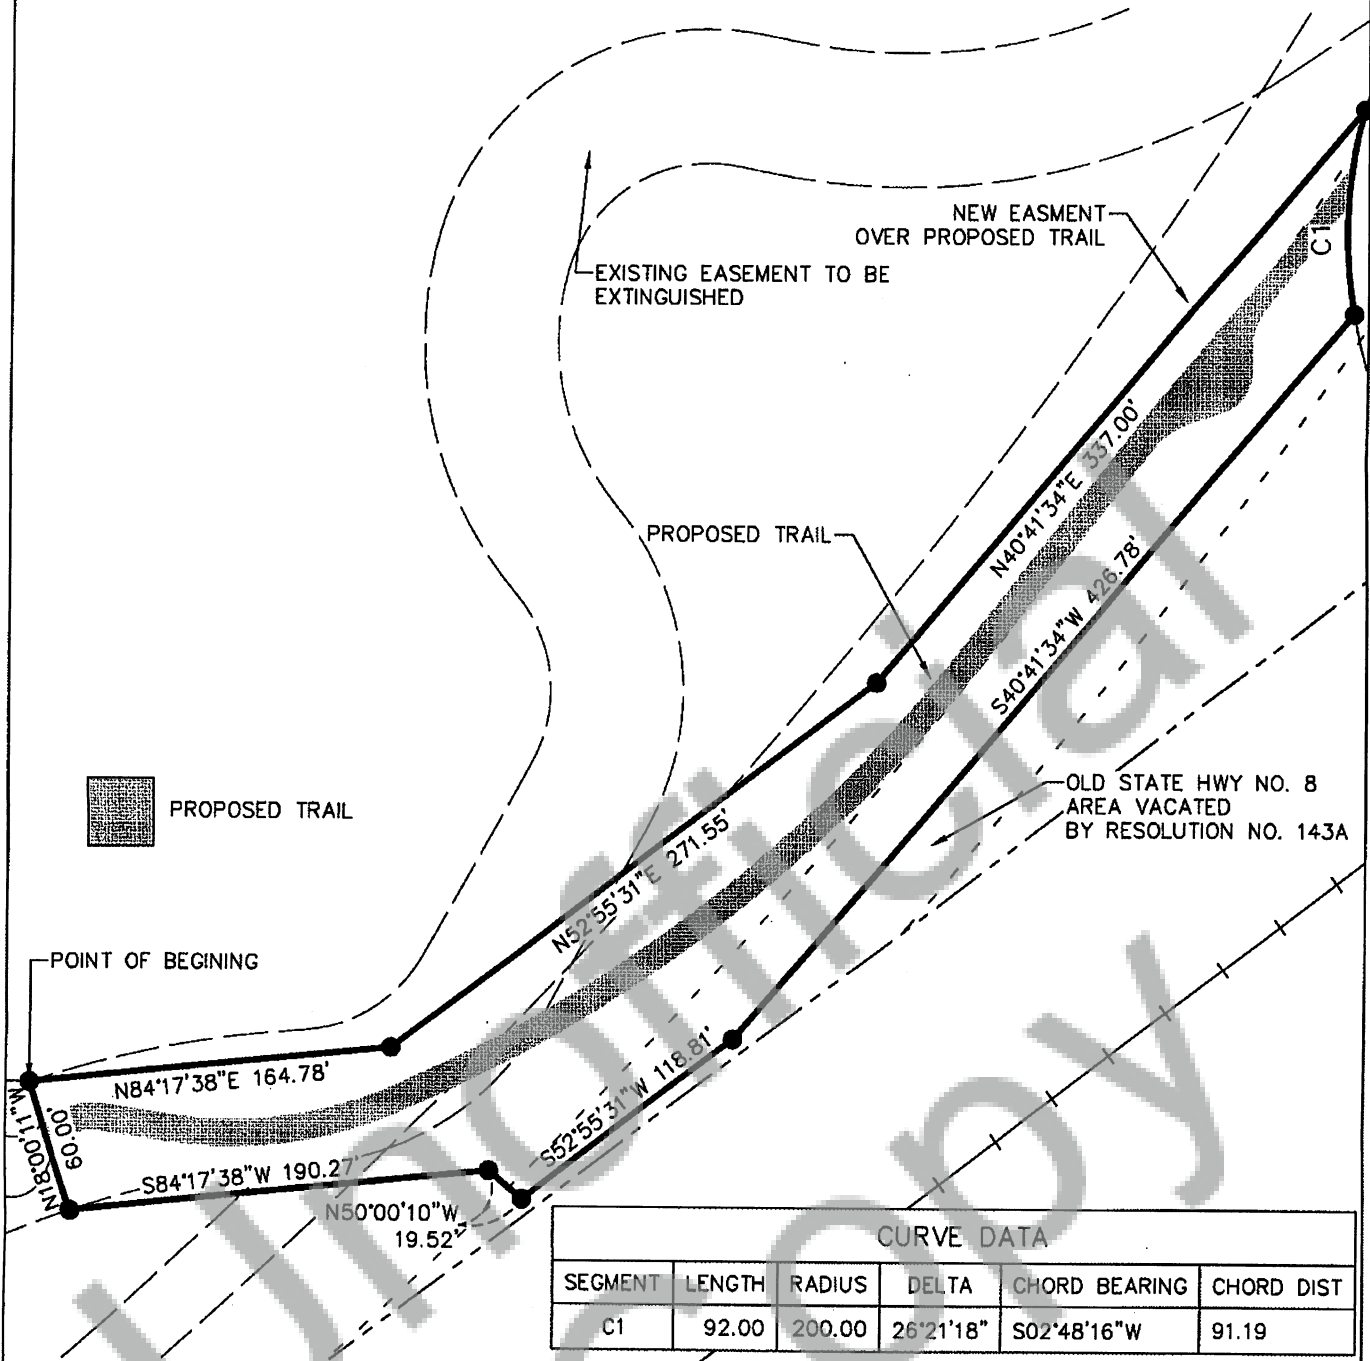 NEW EASMENT
OVER PROPOSED TRAIL
C1
EXISTING EASEMENT TO BE
EXTINGUISHED
N40°41'34"E 337.00'
PROPOSED TRAIL
S40°41'34"W 426.78'
OLD STATE HWY NO. 8
AREA VACATED
BY RESOLUTION NO. 143A
PROPOSED TRAIL
N52°55'31"E 271.55'
POINT OF BEGINING
N84°17'38"E 164.78'
N18°00'11"W
60.00'
S52°55'31"W 118.81'
S84°17'38"W 190.27'
N50°00'10"W
19.52'
CURVE DATA
SEGMENT LENGTH RADIUS DELTA CHORD BEARING CHORD DIST
C1 92.00 200.00 26°21'18" S02°48'16"W 91.19
Unofficial
Copy